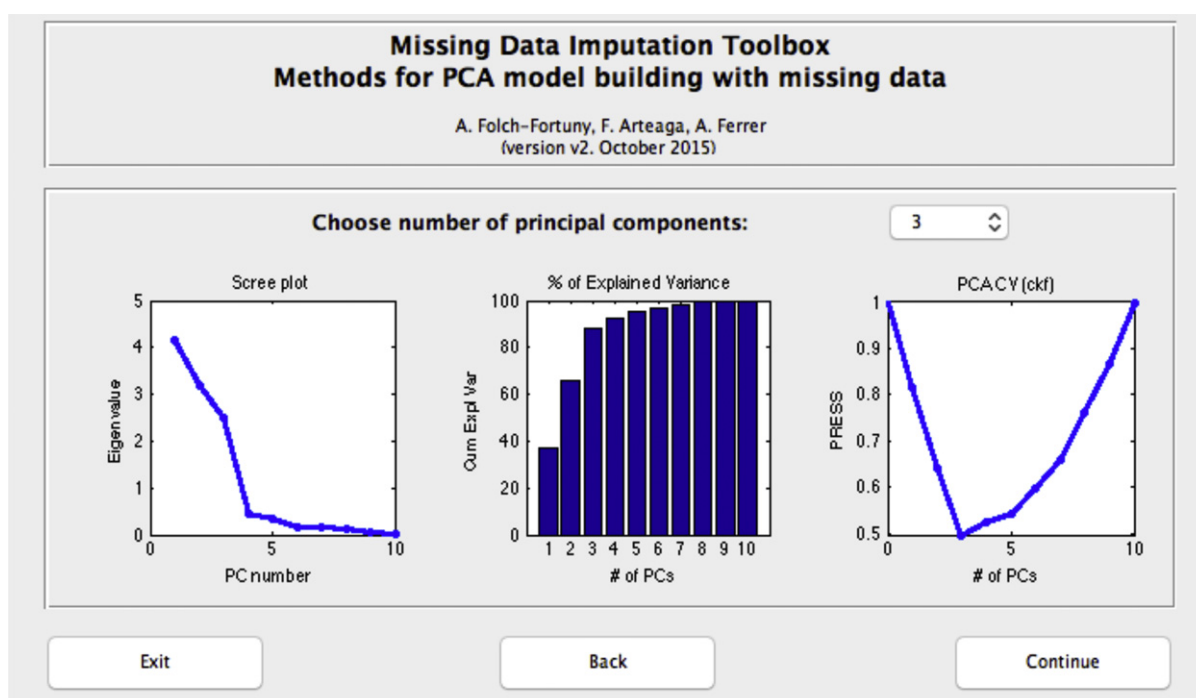 Missing Data Imputation Toolbox
Methods for PCA model building with missing data
A. Folch-Fortuny, F. Arteaga, A. Ferrer
(version v2. October 2015)
Choose number of principal components:
3
Scree plot
5
4
3
2
1
0
0
5
10
Eigenvalue
PC number
% of Explained Variance
100
80
60
40
20
0
1 2 3 4 5 6 7 8 9 10
Cum Expl Var
# of PCs
PCACV (ckf)
1
0.9
0.8
0.7
0.6
0.5
0
5
10
PRESS
# of PCs
Exit
Back
Continue